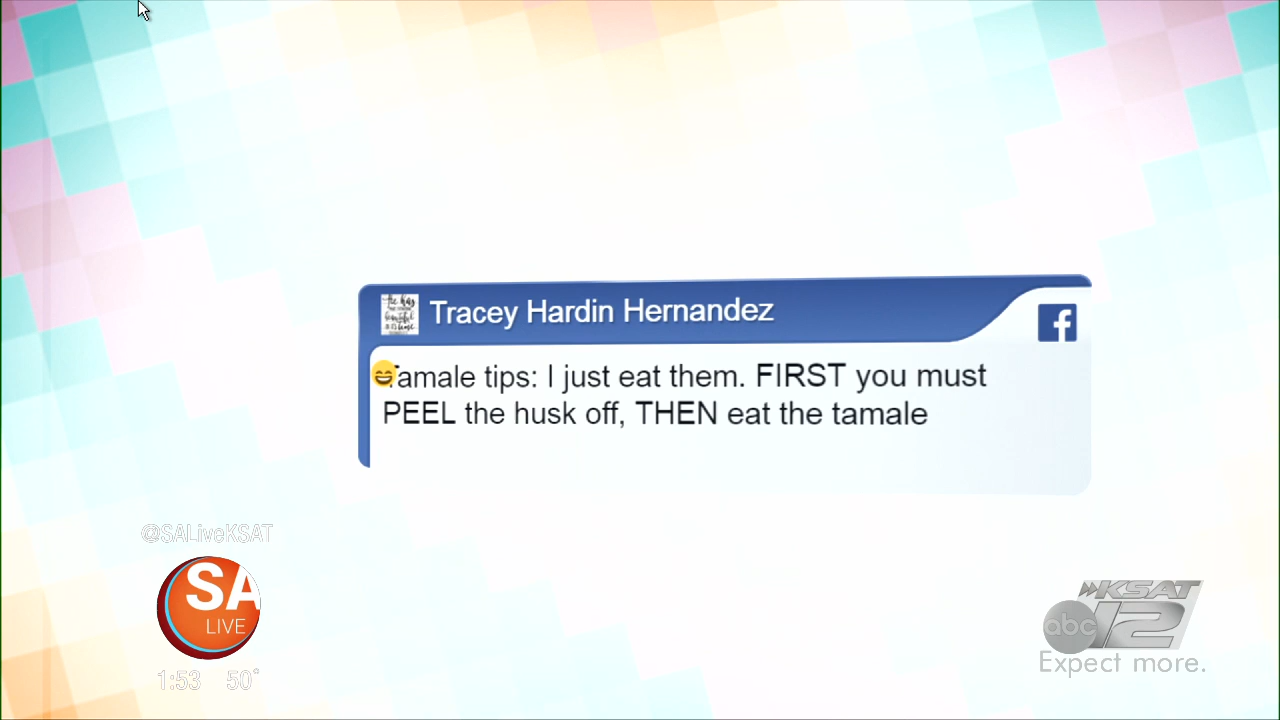 Tracey Hardin Hernandez
Tamale tips: I just eat them. FIRST you must
PEEL the husk off, THEN eat the tamale
@SALiveKSAT
SA
LIVE
1:53 50°
KSAT
abc 12
Expect more.